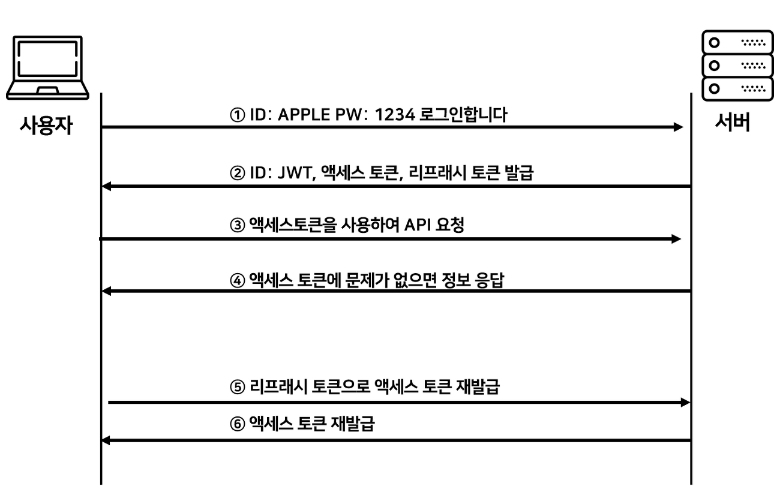 사용자
서버
① ID: APPLE PW: 1234 로그인합니다
② ID: JWT, 액세스 토큰, 리프래시 토큰 발급
③ 액세스토큰을 사용하여 API 요청
④ 액세스 토큰에 문제가 없으면 정보 응답
⑤ 리프래시 토큰으로 액세스 토큰 재발급
⑥ 액세스 토큰 재발급